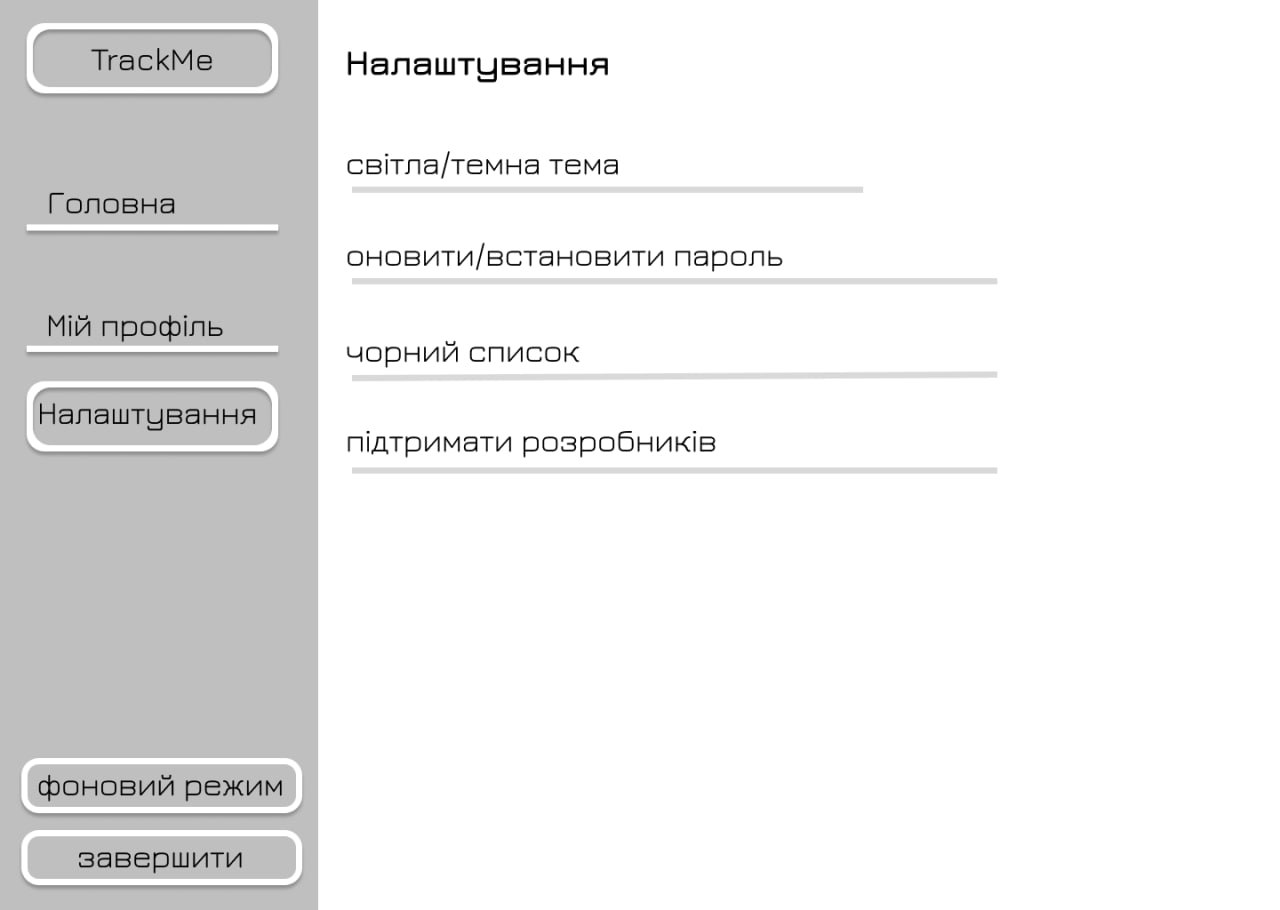 TrackMe
Головна
Мій профіль
Налаштування
фоновий режим
завершити
Налаштування
світла/темна тема
оновити/встановити пароль
чорний список
підтримати розробників